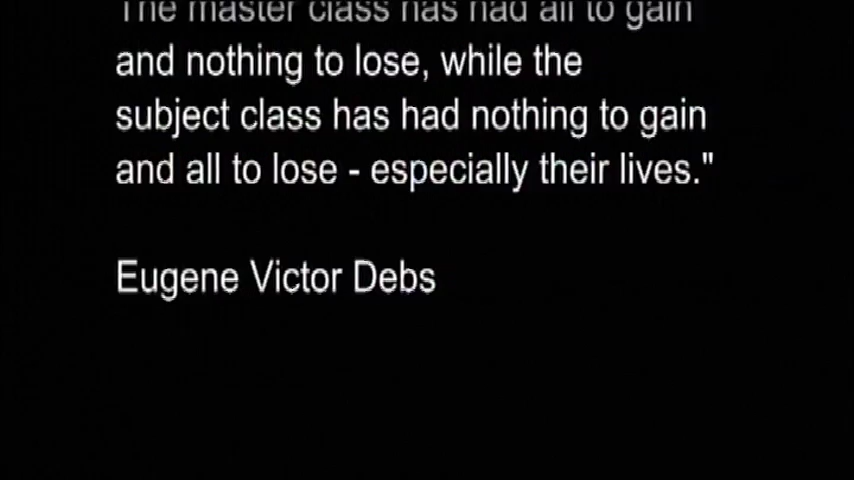 The master class has had all to gain
and nothing to lose, while the
subject class has had nothing to gain
and all to lose - especially their lives."
Eugene Victor Debs